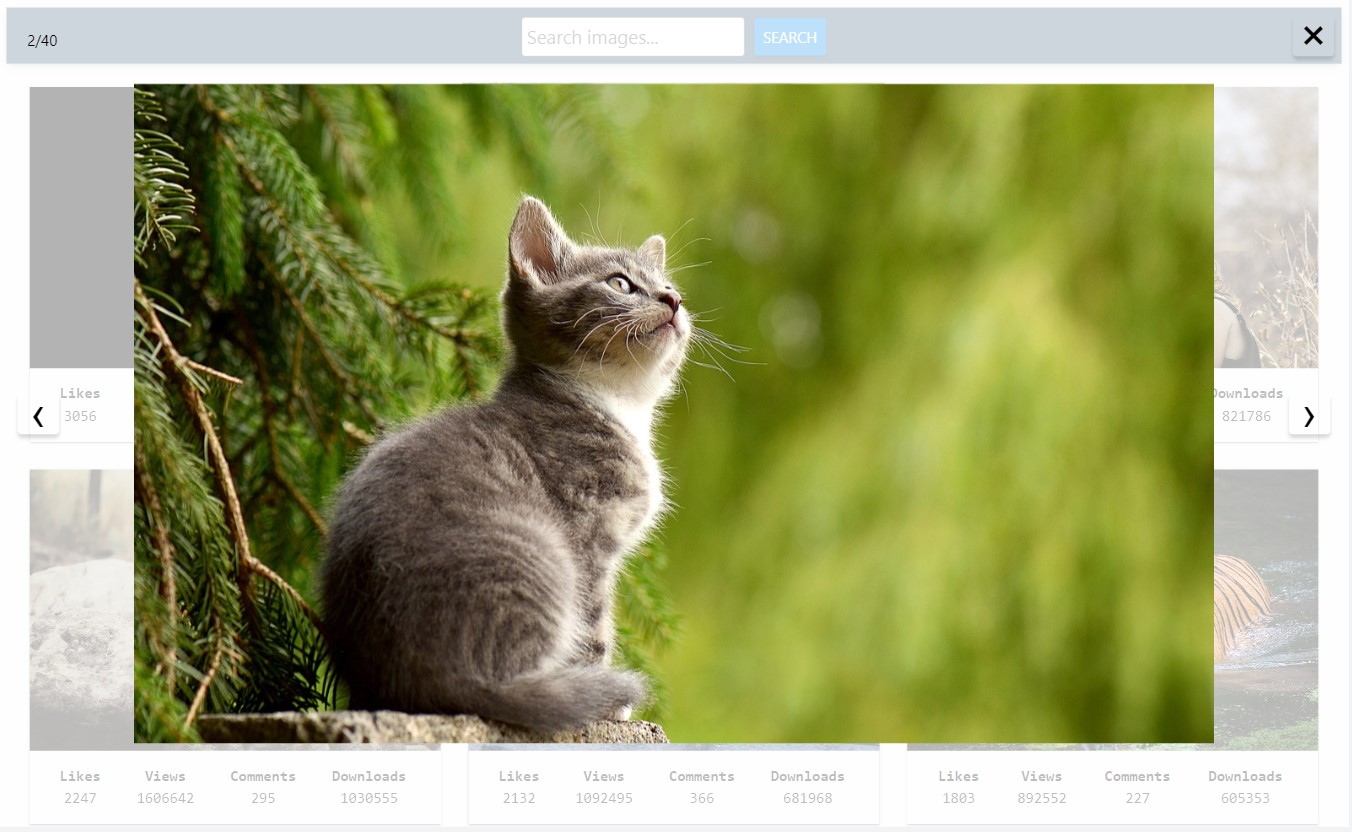 2/40
Search images...
SEARCH
Likes
3056
Downloads
821786
Likes Views Comments Downloads
2247 1606642 295 1030555
Likes Views Comments Downloads
2132 1092495 366 681968
Likes Views Comments Downloads
1803 892552 227 605353